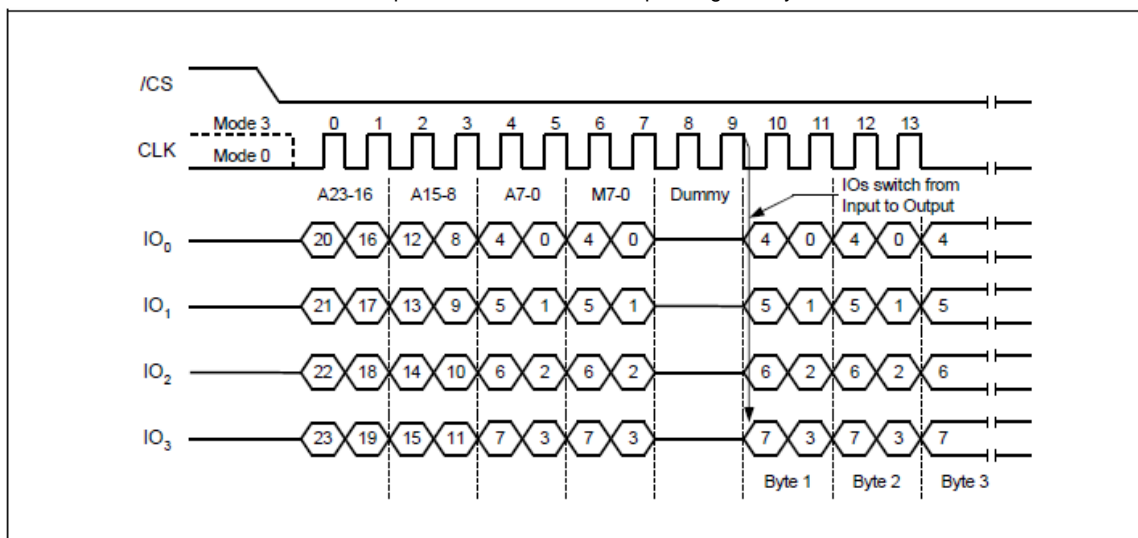 /CS
Mode 3 0 1 2 3 4 5 6 7 8 9 10 11 12 13
CLK
Mode 0
A23-16 A15-8 A7-0 M7-0 Dummy
IOs switch from
Input to Output
IO0 20 16 12 8 4 0 4 0 4 0 4 0 4
IO1 21 17 13 9 5 1 5 1 5 1 5 1 5
IO2 22 18 14 10 6 2 6 2 6 2 6 2 6
IO3 23 19 15 11 7 3 7 3 7 3 7 3 7
Byte 1 Byte 2 Byte 3